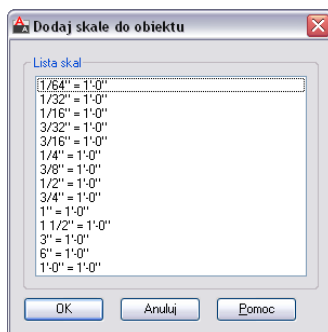 Dodaj skale do obiektu
Lista skal
1/64" = 1'-0"
1/32" = 1'-0"
1/16" = 1'-0"
3/32" = 1'-0"
3/16" = 1'-0"
1/4" = 1'-0"
3/8" = 1'-0"
1/2" = 1'-0"
3/4" = 1'-0"
1" = 1'-0"
1 1/2" = 1'-0"
3" = 1'-0"
6" = 1'-0"
1'-0" = 1'-0"
OK Anuluj Pomoc